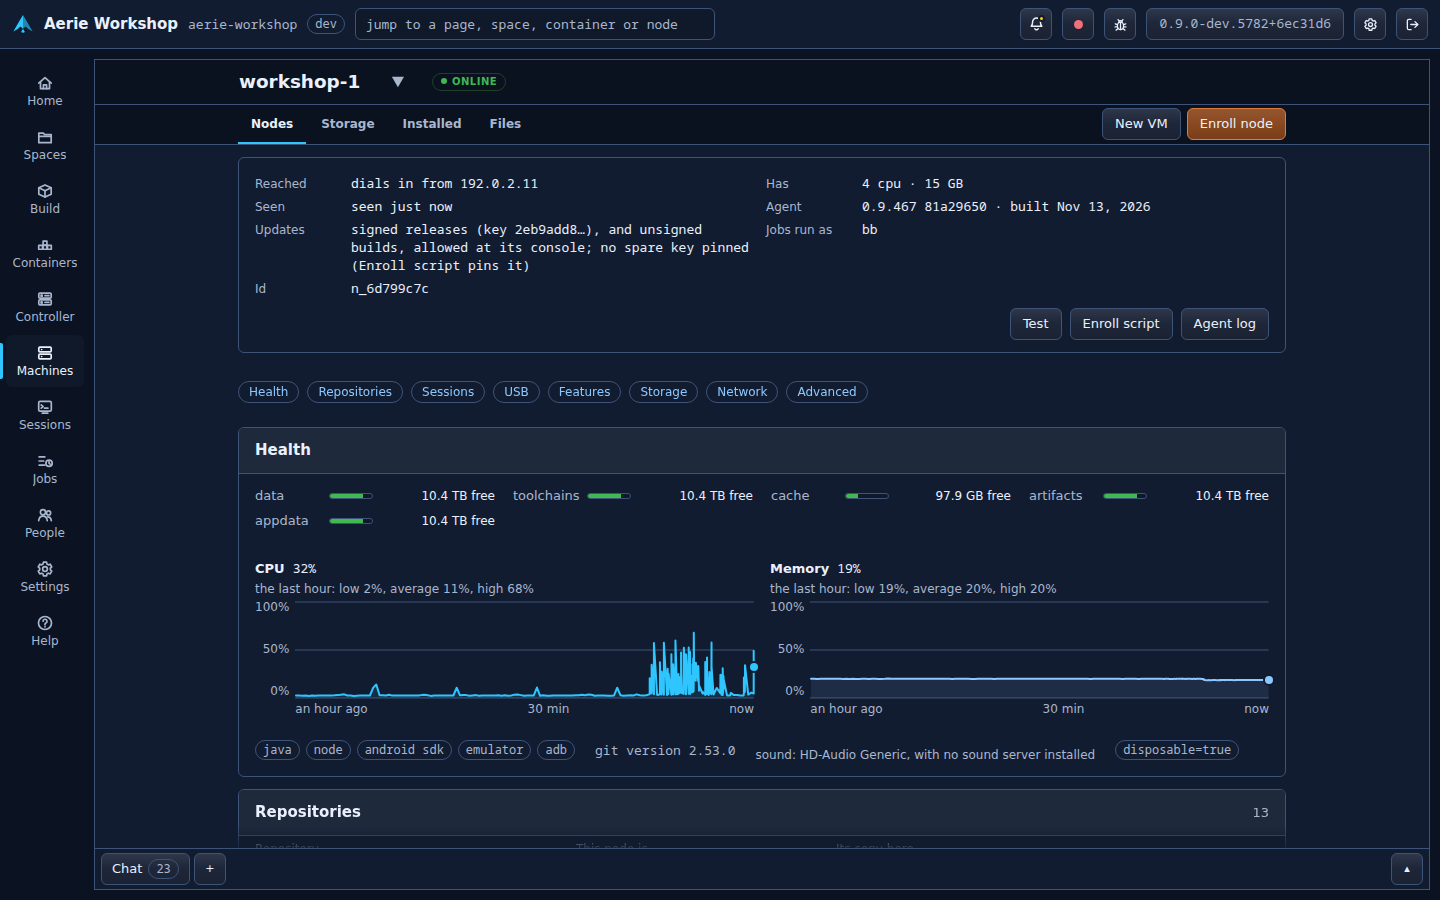 Aerie Workshop aerie-workshop dev jump to a page, space, container or node 0.9.0-dev.5782+6ec31d6
Home
Spaces
Build
Containers
Controller
Machines
Sessions
Jobs
People
Settings
Help
workshop-1 ▼ ONLINE
Nodes Storage Installed Files New VM Enroll node
Reached dials in from 192.0.2.11 Has 4 cpu · 15 GB
Seen seen just now Agent 0.9.467 81a29650 · built Nov 13, 2026
Updates signed releases (key 2eb9add8…), and unsigned Jobs run as bb
builds, allowed at its console; no spare key pinned
(Enroll script pins it)
Id n_6d799c7c
Test Enroll script Agent log
Health Repositories Sessions USB Features Storage Network Advanced
Health
data 10.4 TB free toolchains 10.4 TB free cache 97.9 GB free artifacts 10.4 TB free
appdata 10.4 TB free
CPU 32% Memory 19%
the last hour: low 2%, average 11%, high 68% the last hour: low 19%, average 20%, high 20%
100% 100%
50% 50%
0% 0%
an hour ago 30 min now an hour ago 30 min now
java node android sdk emulator adb git version 2.53.0 sound: HD-Audio Generic, with no sound server installed disposable=true
Repositories 13
Repository This node is Its copy here
Chat 23 + ▲